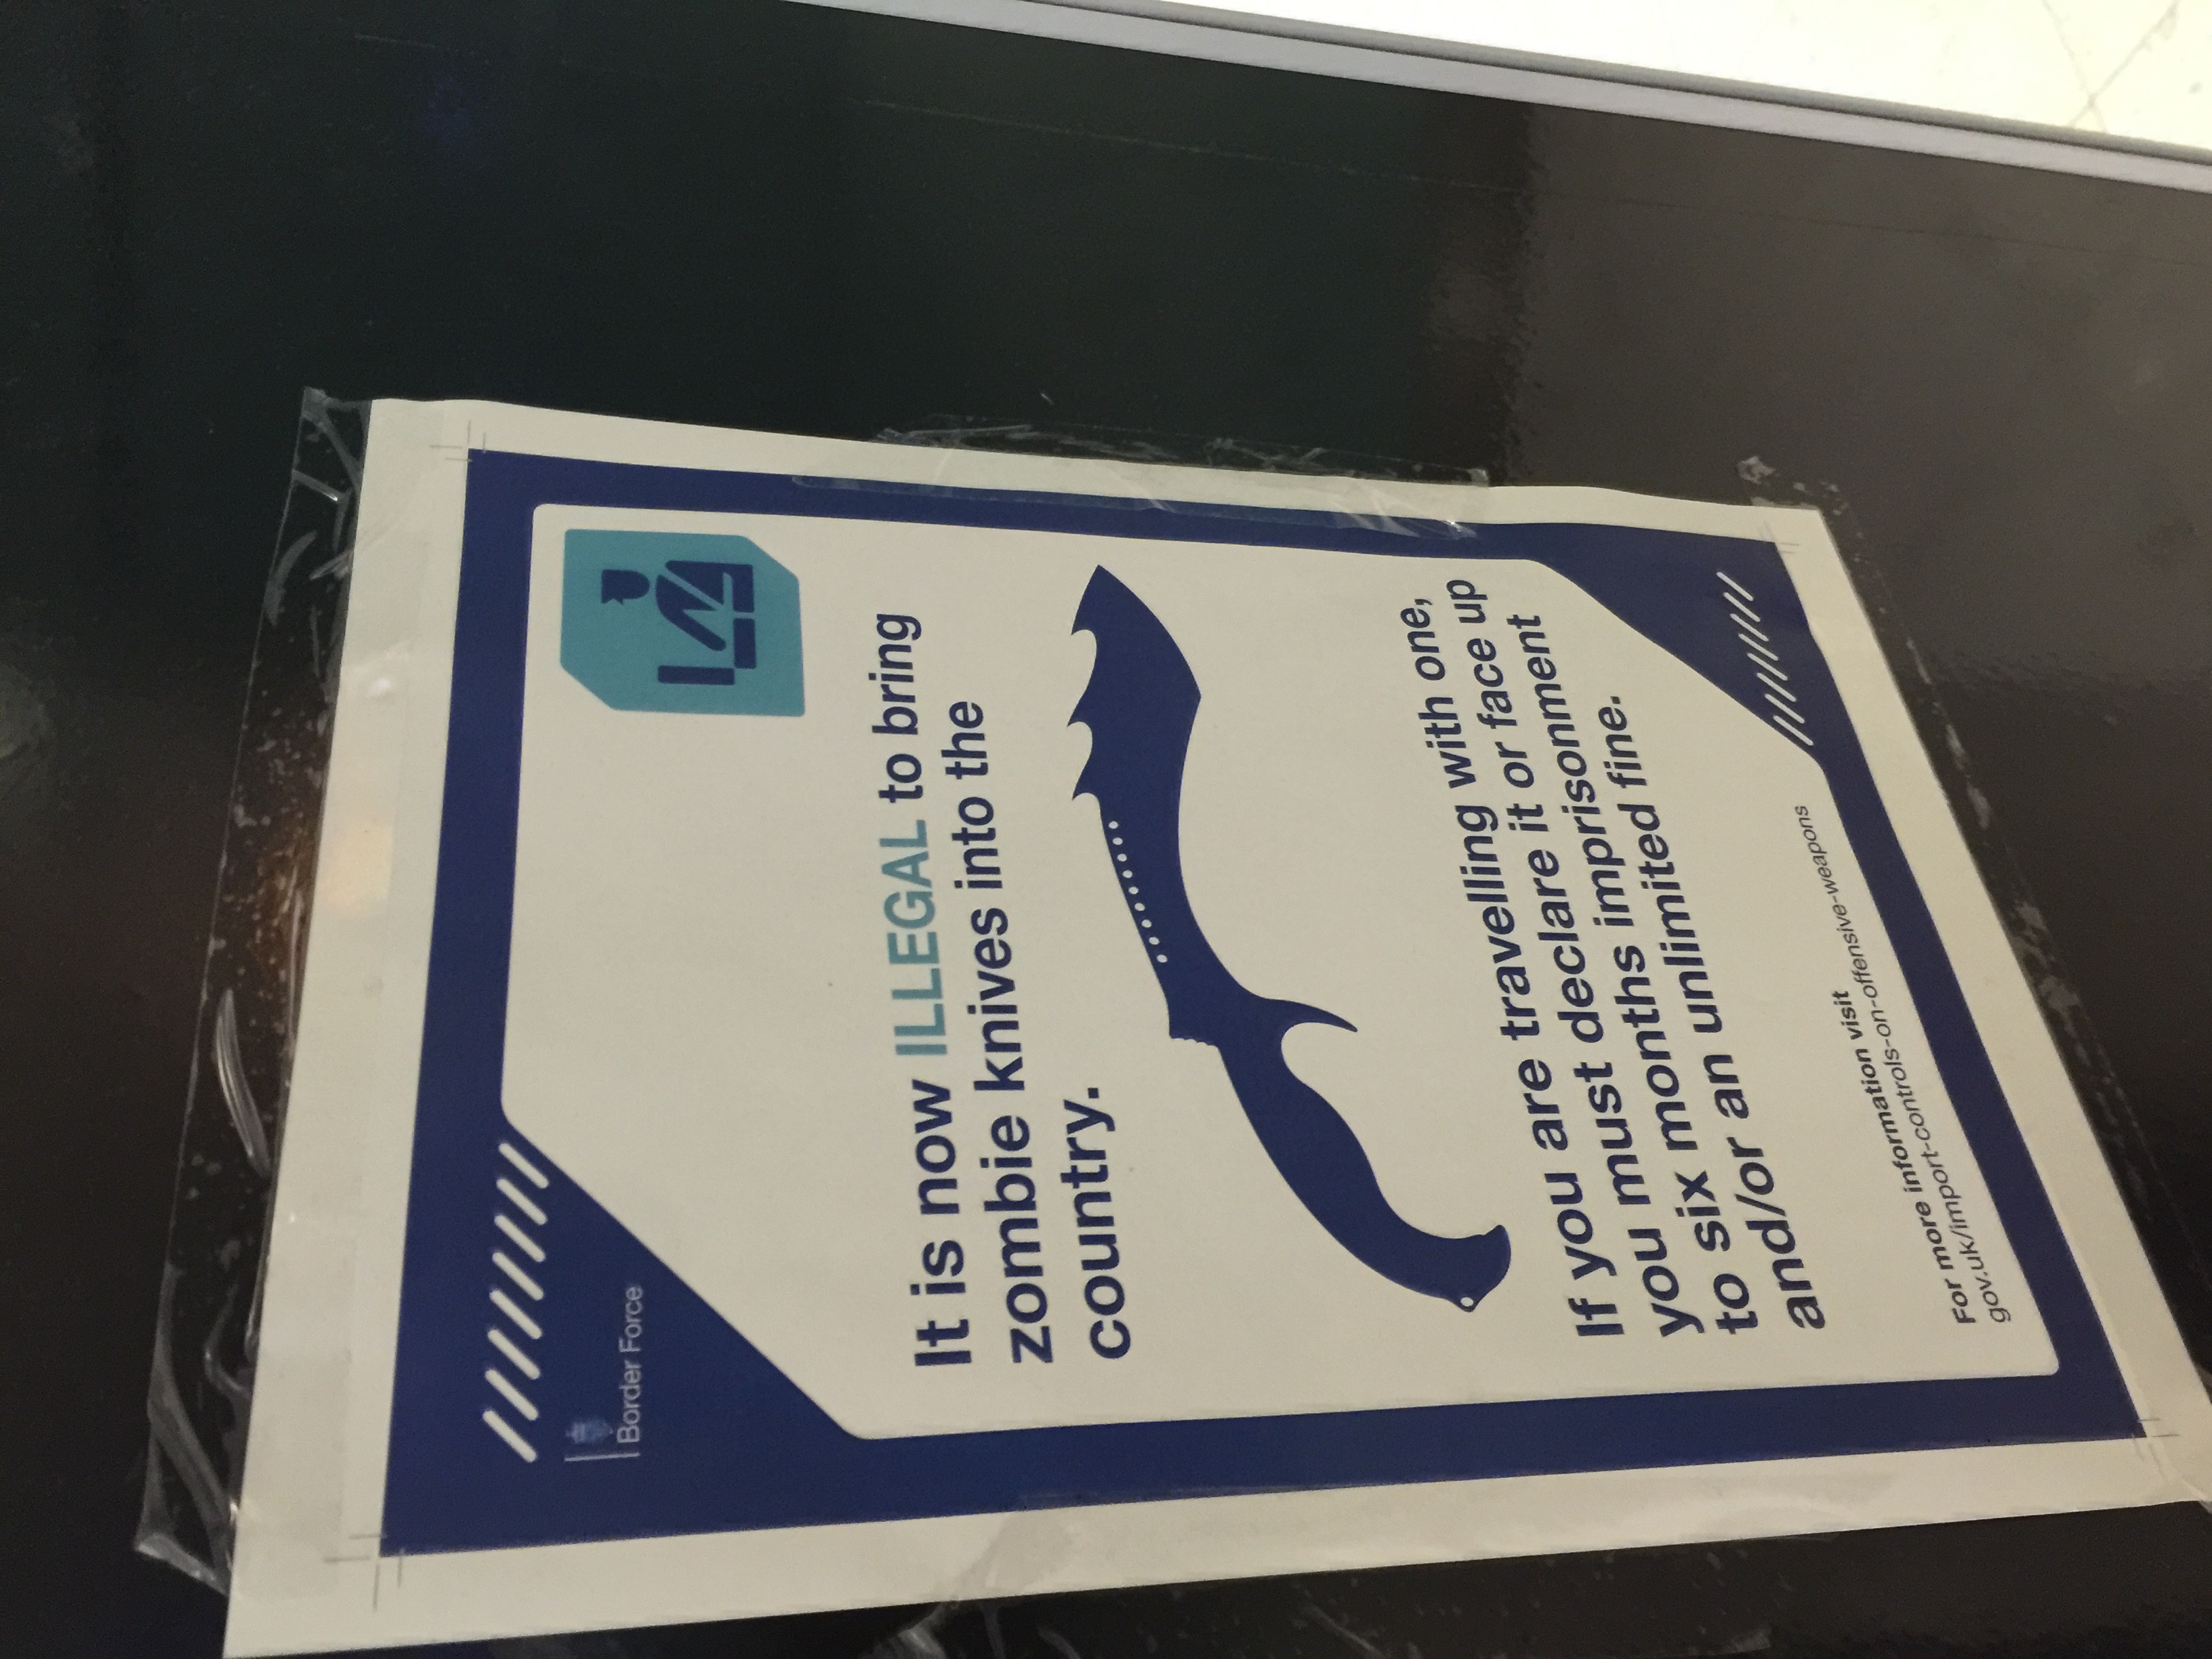 Border Force
It is now ILLEGAL to bring
zombie knives into the
country.
If you are travelling with one,
you must declare it or face up
to six months imprisonment
and/or an unlimited fine.
For more information visit
gov.uk/import-controls-on-offensive-weapons